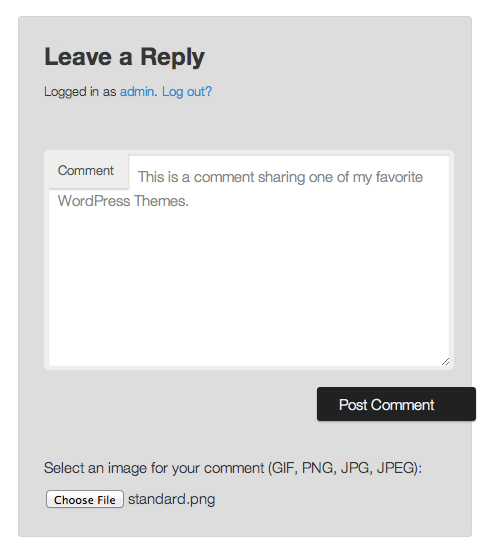 Leave a Reply
Logged in as admin. Log out?
Comment This is a comment sharing one of my favorite
WordPress Themes.
Post Comment
Select an image for your comment (GIF, PNG, JPG, JPEG):
Choose File standard.png